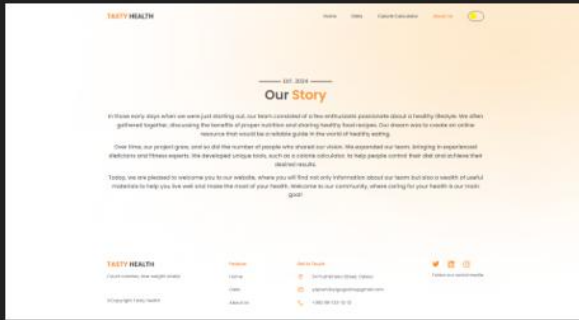 TASTY HEALTH
Home
Calorie Calculator
About Us
EST. 2024
Our Story
In those early days when we were just starting out, our team consisted of a few enthusiasts passionate about a healthy lifestyle. We often
gathered together, discussing the benefits of proper nutrition and sharing healthy food recipes. Our dream was to create an online
resource that would be a reliable guide in the world of healthy eating.
Over time, our project grew, and so did the number of people who shared our vision. We expanded our team, bringing in experienced
dieticians and fitness experts. We developed unique tools, such as a calorie calculator, to help people control their diet and achieve their
desired results.
Today, we are pleased to welcome you to our website, where you will find not only information about our team but also a wealth of useful
materials to help you live well and make the most of your health. Welcome to our community, where caring for your health is our main
goal!
TASTY HEALTH
Home
About Us
©Copyright Tasty Health
Follow our social media